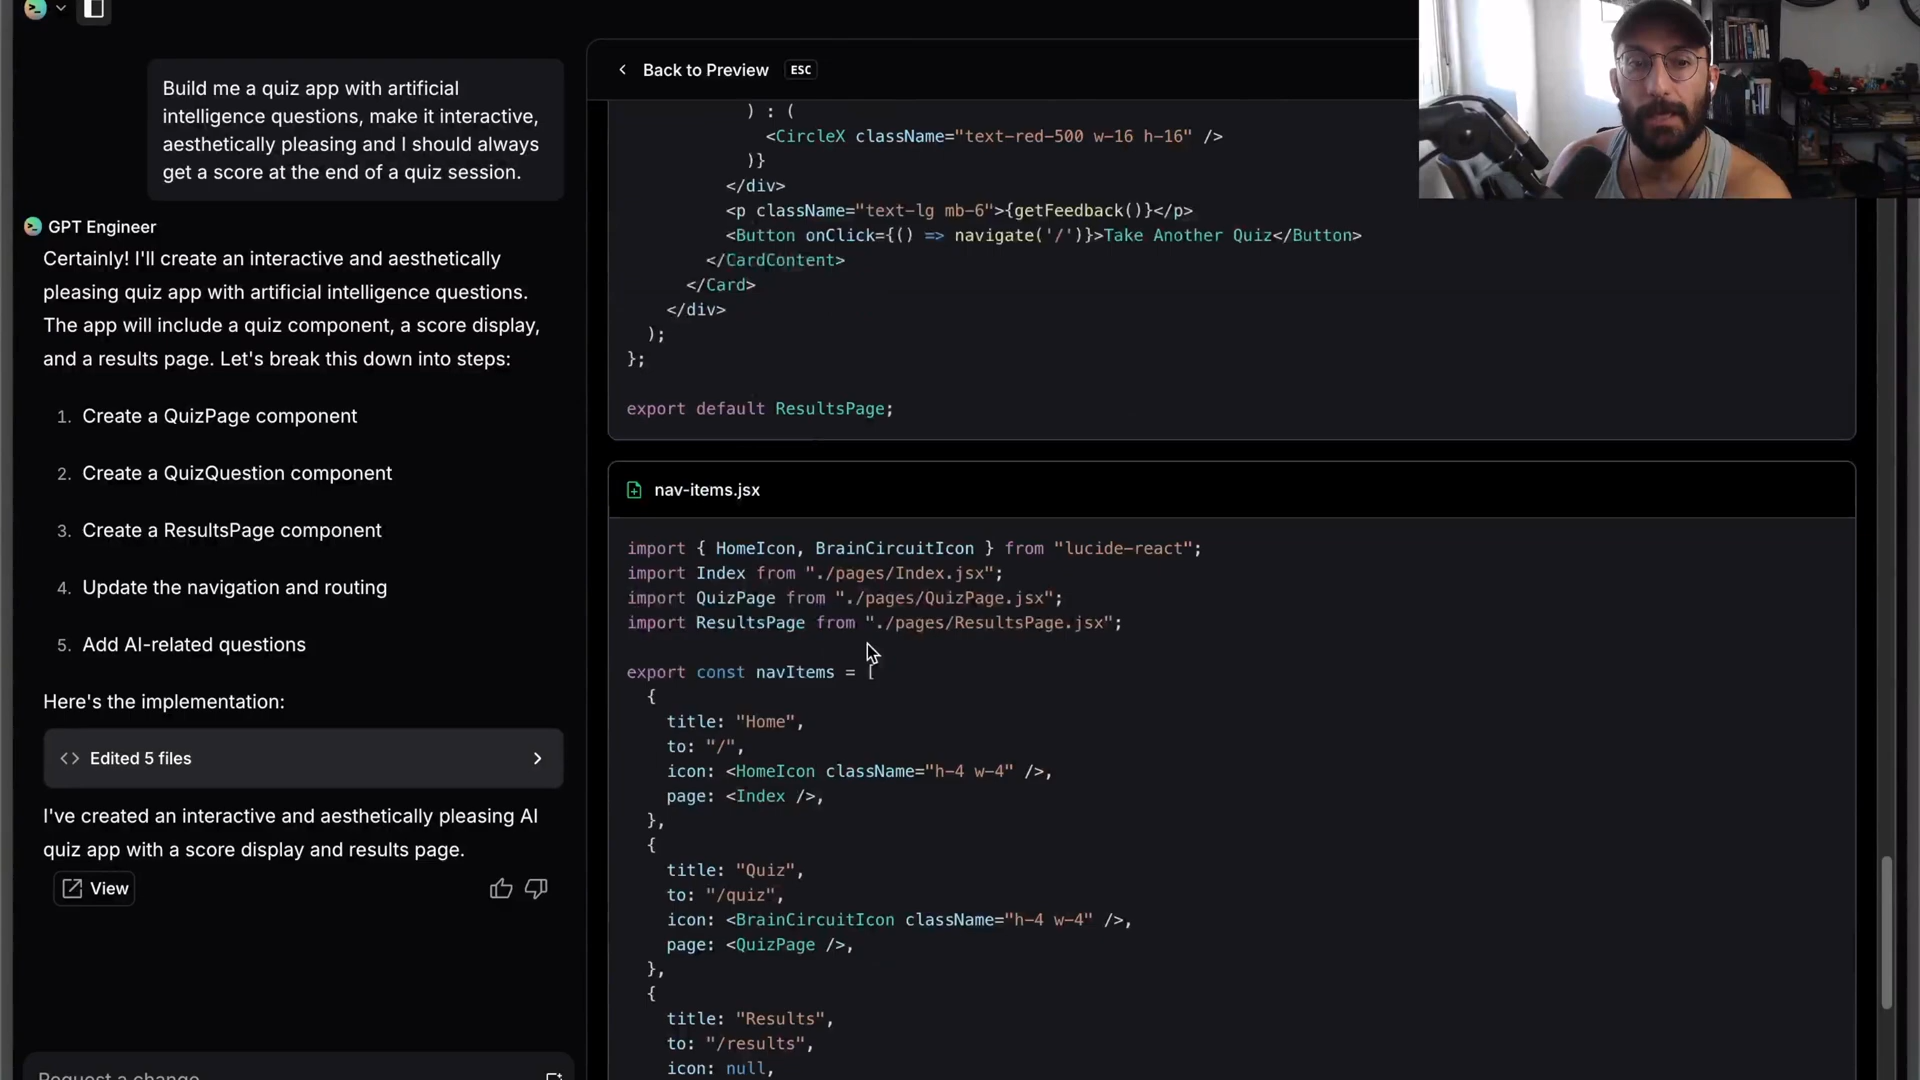 Build me a quiz app with artificial
intelligence questions, make it interactive,
aesthetically pleasing and I should always
get a score at the end of a quiz session.
GPT Engineer
Certainly! I'll create an interactive and aesthetically
pleasing quiz app with artificial intelligence questions.
The app will include a quiz component, a score display,
and a results page. Let's break this down into steps:
1. Create a QuizPage component
2. Create a QuizQuestion component
3. Create a ResultsPage component
4. Update the navigation and routing
5. Add AI-related questions
Here's the implementation:
<> Edited 5 files
I've created an interactive and aesthetically pleasing AI
quiz app with a score display and results page.
View
Request a change
Back to Preview ESC
) : (
<CircleX className="text-red-500 w-16 h-16" />
)}
</div>
<p className="text-lg mb-6">{getFeedback()}</p>
<Button onClick={() => navigate('/')}>Take Another Quiz</Button>
</CardContent>
</Card>
</div>
);
};
export default ResultsPage;
nav-items.jsx
import { HomeIcon, BrainCircuitIcon } from "lucide-react";
import Index from "./pages/Index.jsx";
import QuizPage from "./pages/QuizPage.jsx";
import ResultsPage from "./pages/ResultsPage.jsx";
export const navItems = [
{
title: "Home",
to: "/",
icon: <HomeIcon className="h-4 w-4" />,
page: <Index />,
},
{
title: "Quiz",
to: "/quiz",
icon: <BrainCircuitIcon className="h-4 w-4" />,
page: <QuizPage />,
},
{
title: "Results",
to: "/results",
icon: null,